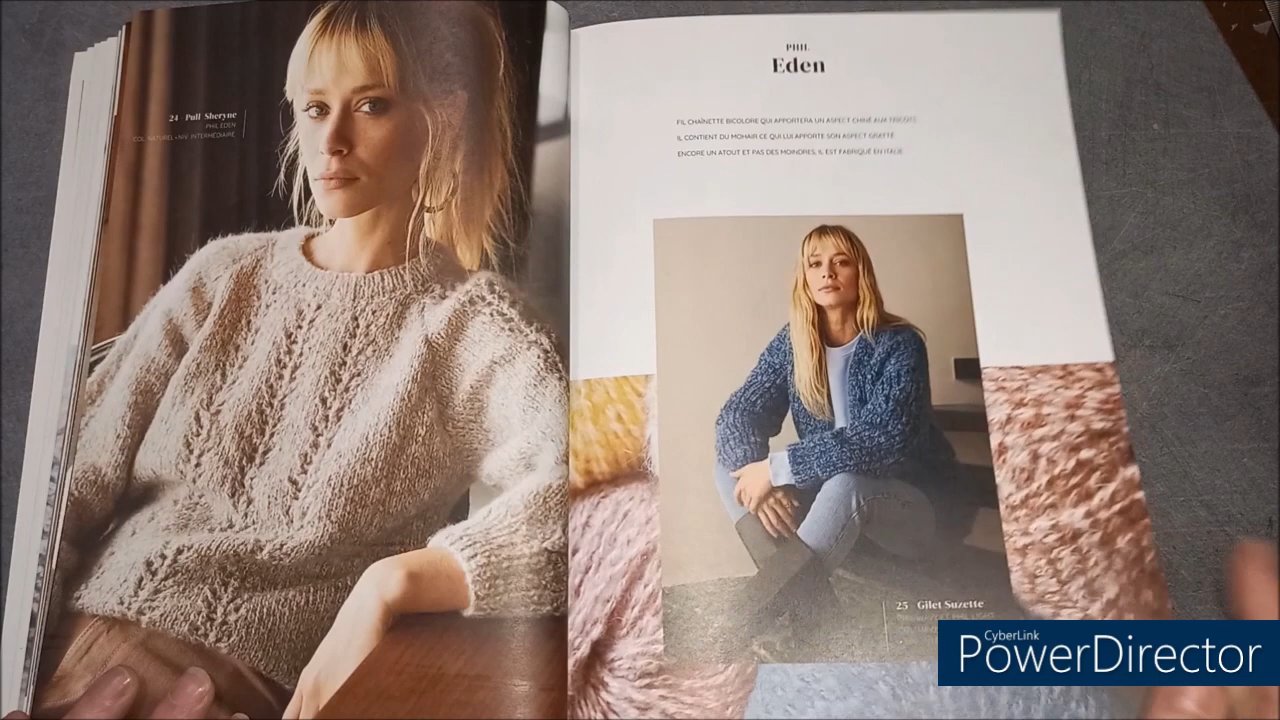 24 Pull Sheryne
PHIL EDEN
COL. NATUREL • NIV. INTERMÉDIAIRE
PHIL
Eden
FIL CHAÎNETTE BICOLORE QUI APPORTERA UN ASPECT CHINÉ AUX TRICOTS
IL CONTIENT DU MOHAIR CE QUI LUI APPORTE SON ASPECT GRATTÉ
ENCORE UN ATOUT ET PAS DES MOINDRES, IL EST FABRIQUÉ EN ITALIE
25 Gilet Suzette
CyberLink
PowerDirector